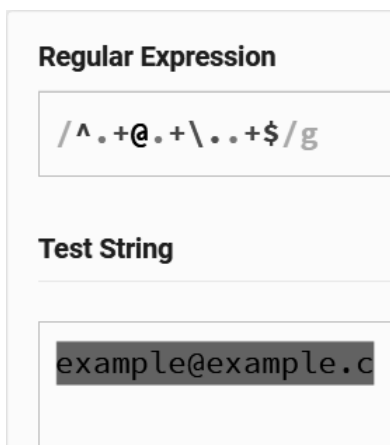 Regular Expression
/^.+@.+\..+$/g
Test String
example@example.c